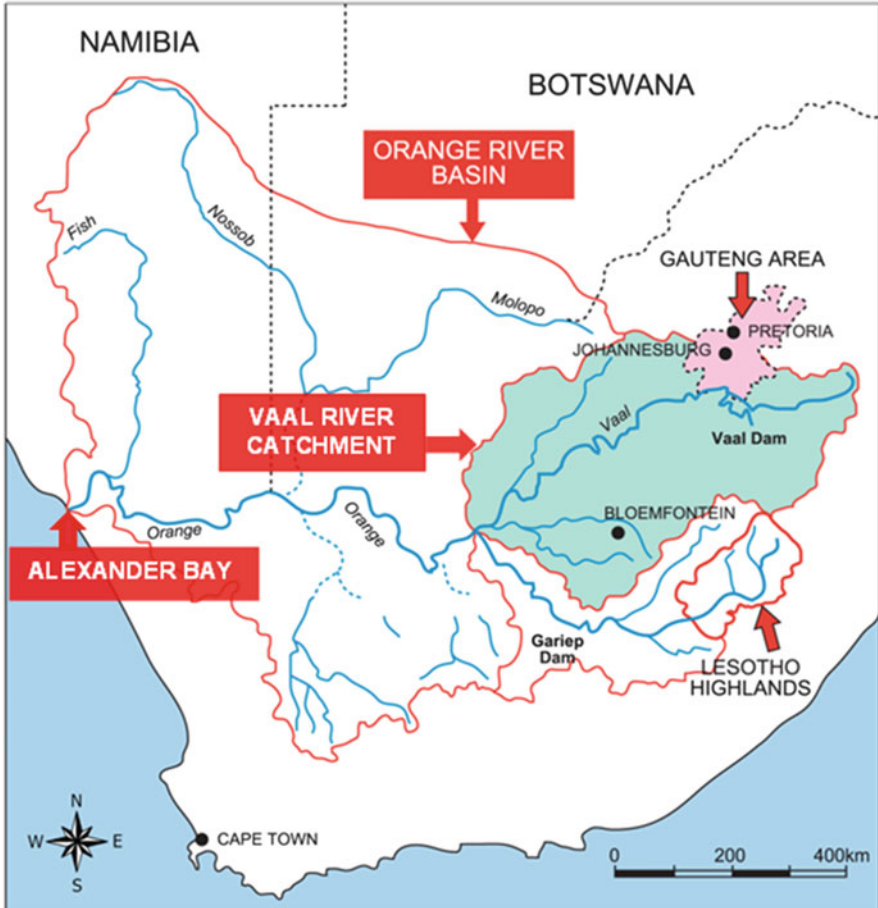 NAMIBIA
BOTSWANA
ORANGE RIVER
BASIN
Fish
Nossob
GAUTENG AREA
Molopo
PRETORIA
JOHANNESBURG
VAAL RIVER
CATCHMENT
Vaal
Vaal Dam
BLOEMFONTEIN
Orange
Orange
ALEXANDER BAY
Gariep
Dam
LESOTHO
HIGHLANDS
N
W
E
S
CAPE TOWN
0
200
400km